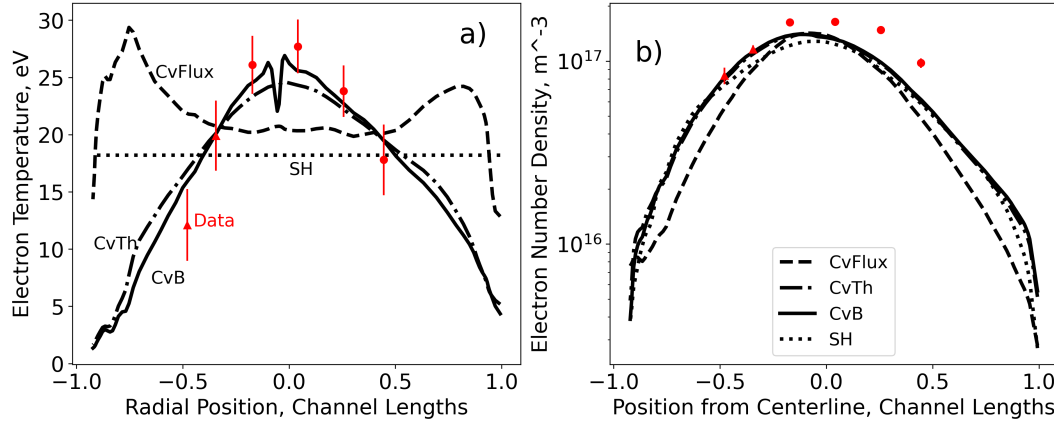 a)
CvFlux
SH
Data
CvTh
CvB
Electron Temperature, eV
30
25
20
15
10
5
0
−1.0
−0.5
0.0
0.5
1.0
Radial Position, Channel Lengths
b)
Electron Number Density, m^-3
10^17
10^16
CvFlux
CvTh
CvB
SH
−1.0
−0.5
0.0
0.5
1.0
Position from Centerline, Channel Lengths